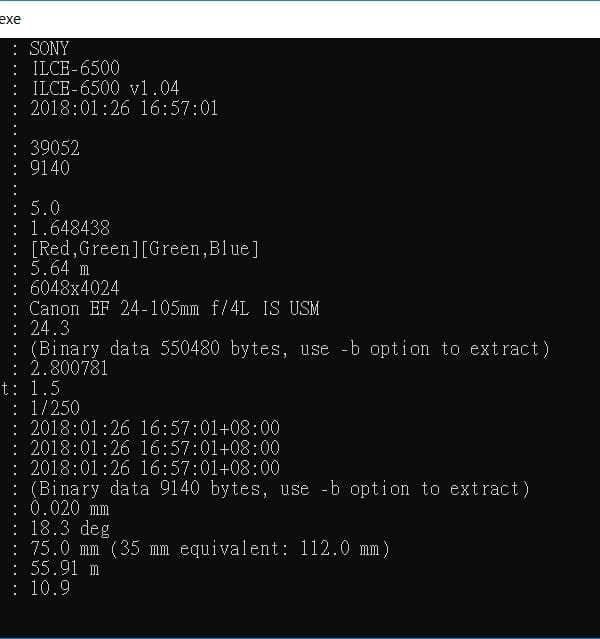 exe
: SONY
: ILCE-6500
: ILCE-6500 v1.04
: 2018:01:26 16:57:01
:
: 39052
: 9140
:
: 5.0
: 1.648438
: [Red,Green][Green,Blue]
: 5.64 m
: 6048x4024
: Canon EF 24-105mm f/4L IS USM
: 24.3
: (Binary data 550480 bytes, use -b option to extract)
: 2.800781
t: 1.5
: 1/250
: 2018:01:26 16:57:01+08:00
: 2018:01:26 16:57:01+08:00
: 2018:01:26 16:57:01+08:00
: (Binary data 9140 bytes, use -b option to extract)
: 0.020 mm
: 18.3 deg
: 75.0 mm (35 mm equivalent: 112.0 mm)
: 55.91 m
: 10.9